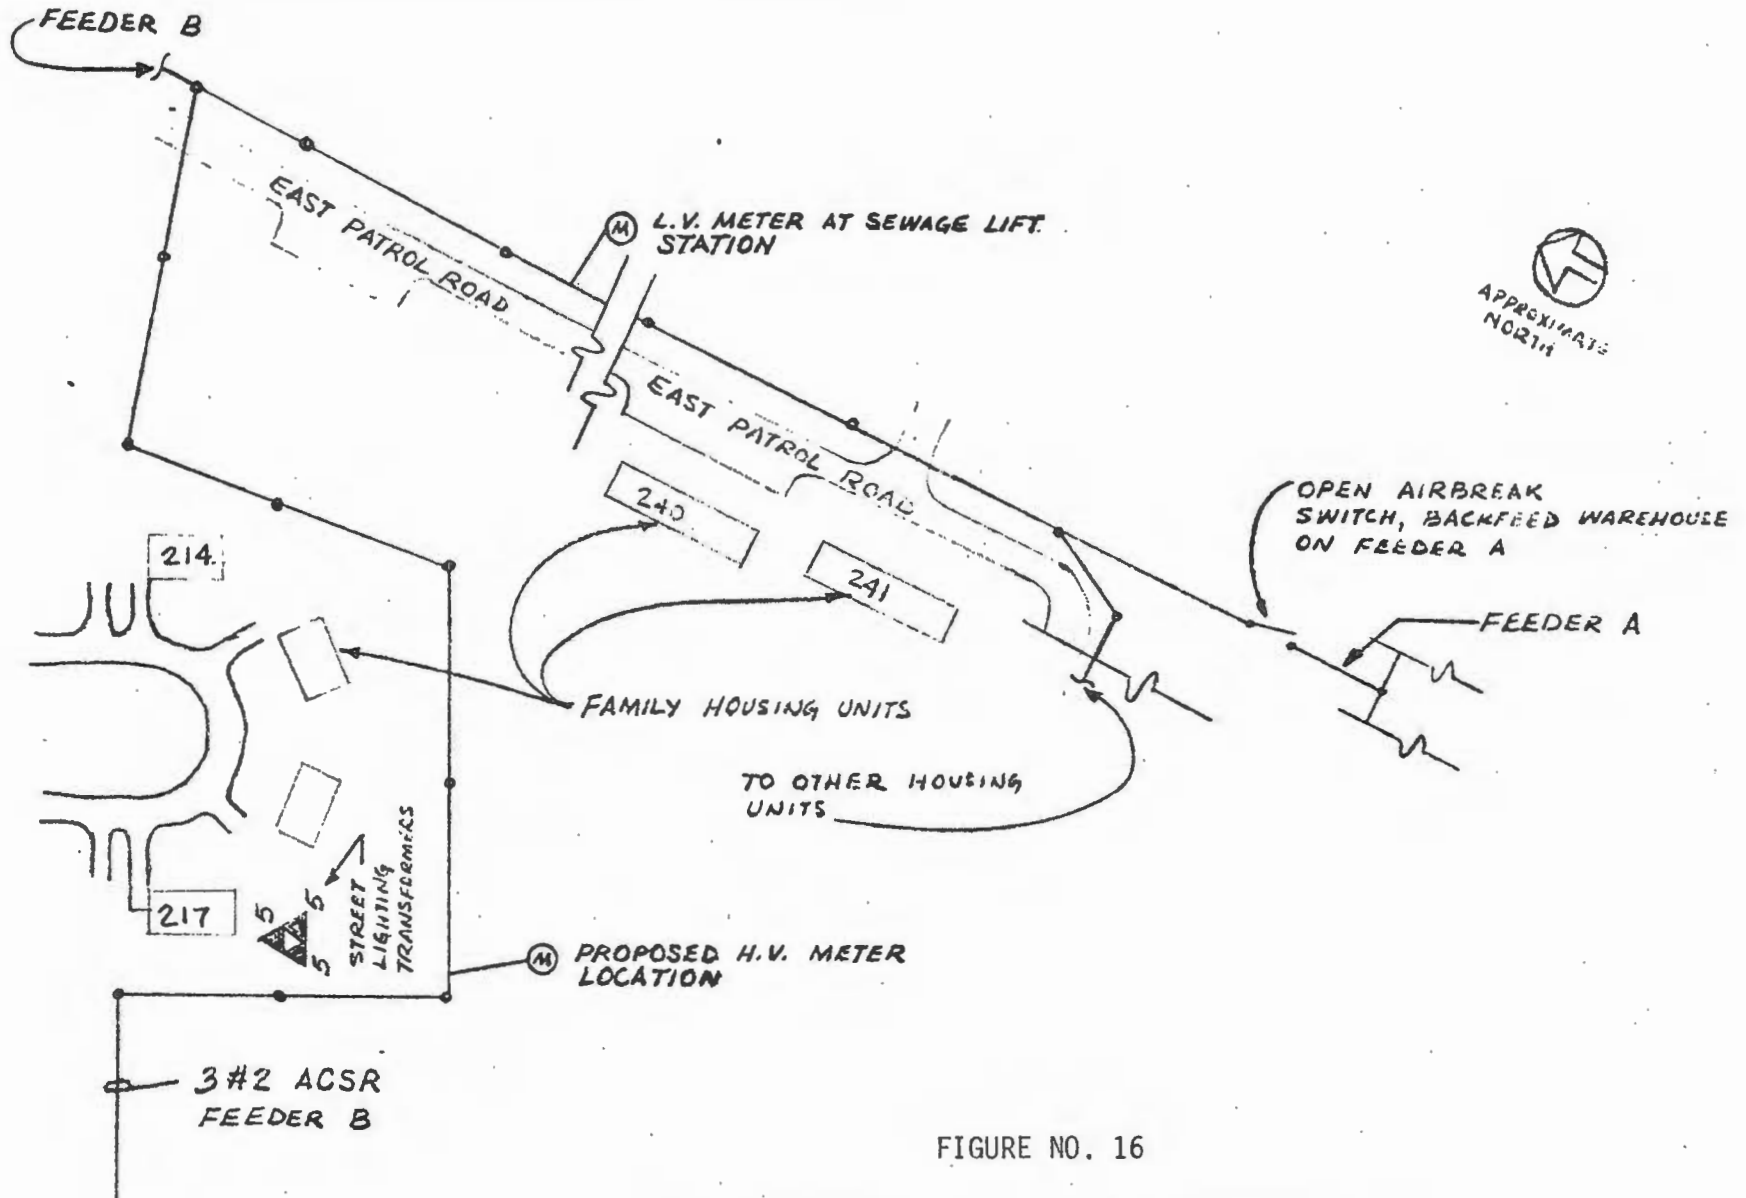 FEEDER B
EAST PATROL ROAD
Ⓜ L.V. METER AT SEWAGE LIFT
STATION
APPROXIMATE
NORTH
EAST PATROL ROAD
OPEN AIRBREAK
SWITCH, BACKFEED WAREHOUSE
ON FEEDER A
240
214
241
FEEDER A
FAMILY HOUSING UNITS
TO OTHER HOUSING
UNITS
STREET
LIGHTING
TRANSFORMERS
217
5
5
5
Ⓜ PROPOSED H.V. METER
LOCATION
3#2 ACSR
FEEDER B
FIGURE NO. 16